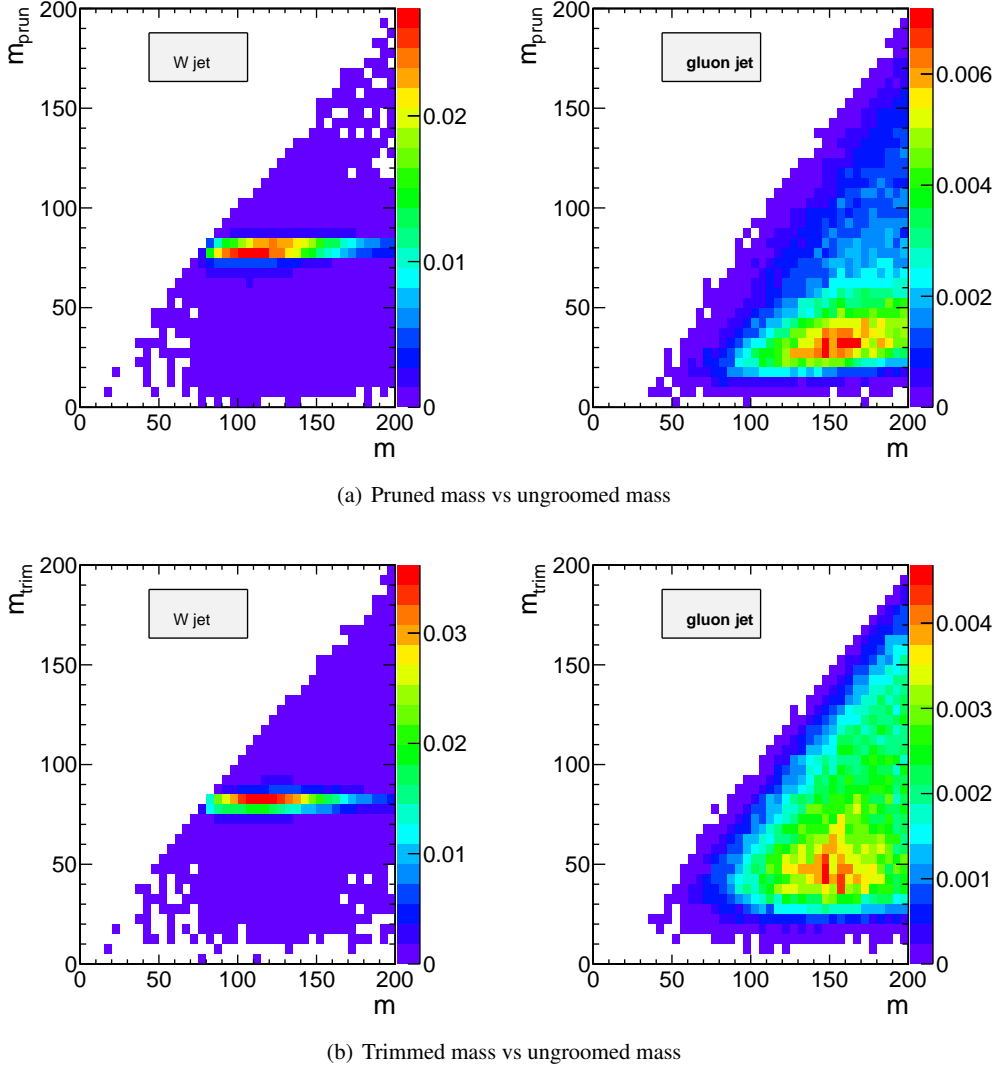 m_prun
200
150
100
50
0
0 50 100 150 200
m
W jet
0.02
0.01
0
m_prun
200
150
100
50
0
0 50 100 150 200
m
gluon jet
0.006
0.004
0.002
0
(a) Pruned mass vs ungroomed mass
m_trim
200
150
100
50
0
0 50 100 150 200
m
W jet
0.03
0.02
0.01
0
m_trim
200
150
100
50
0
0 50 100 150 200
m
gluon jet
0.004
0.003
0.002
0.001
0
(b) Trimmed mass vs ungroomed mass